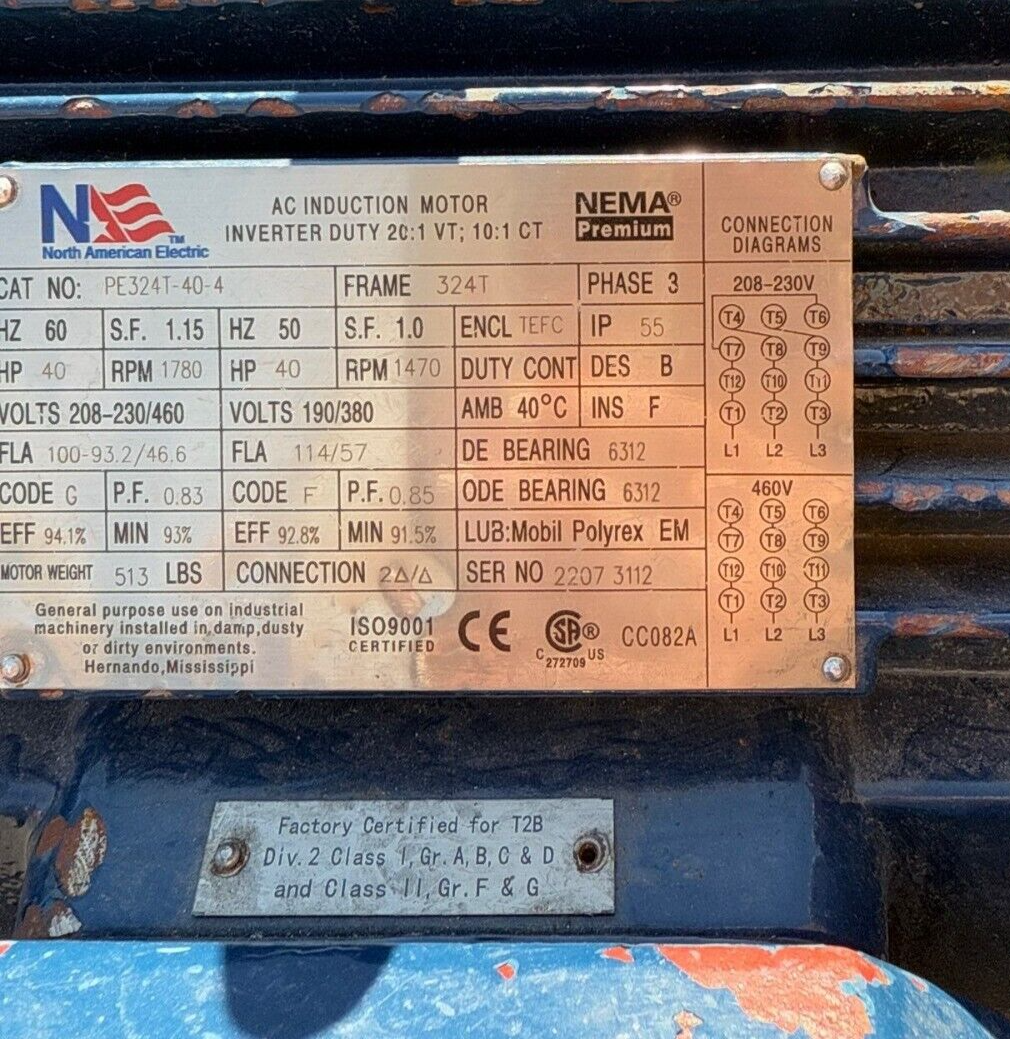 N
TM
North American Electric
AC INDUCTION MOTOR
INVERTER DUTY 20:1 VT; 10:1 CT
NEMA®
Premium
CAT NO: PE324T-40-4 FRAME 324T PHASE 3
HZ 60 S.F. 1.15 HZ 50 S.F. 1.0 ENCL TEFC IP 55
HP 40 RPM 1780 HP 40 RPM 1470 DUTY CONT DES B
VOLTS 208-230/460 VOLTS 190/380 AMB 40°C INS F
FLA 100-93.2/46.6 FLA 114/57 DE BEARING 6312
CODE G P.F. 0.83 CODE F P.F. 0.85 ODE BEARING 6312
EFF 94.1% MIN 93% EFF 92.8% MIN 91.5% LUB:Mobil Polyrex EM
MOTOR WEIGHT 513 LBS CONNECTION 2Δ/Δ SER NO 2207 3112
General purpose use on industrial
machinery installed in damp,dusty
or dirty environments.
Hernando,Mississippi
ISO9001
CERTIFIED
CE
C SA® US
272709
CC082A
CONNECTION
DIAGRAMS
208-230V
T4 T5 T6
T7 T8 T9
T12 T10 T11
T1 T2 T3
L1 L2 L3
460V
T4 T5 T6
T7 T8 T9
T12 T10 T11
T1 T2 T3
L1 L2 L3
Factory Certified for T2B
Div.2 Class I,Gr.A,B,C & D
and Class II,Gr.F & G